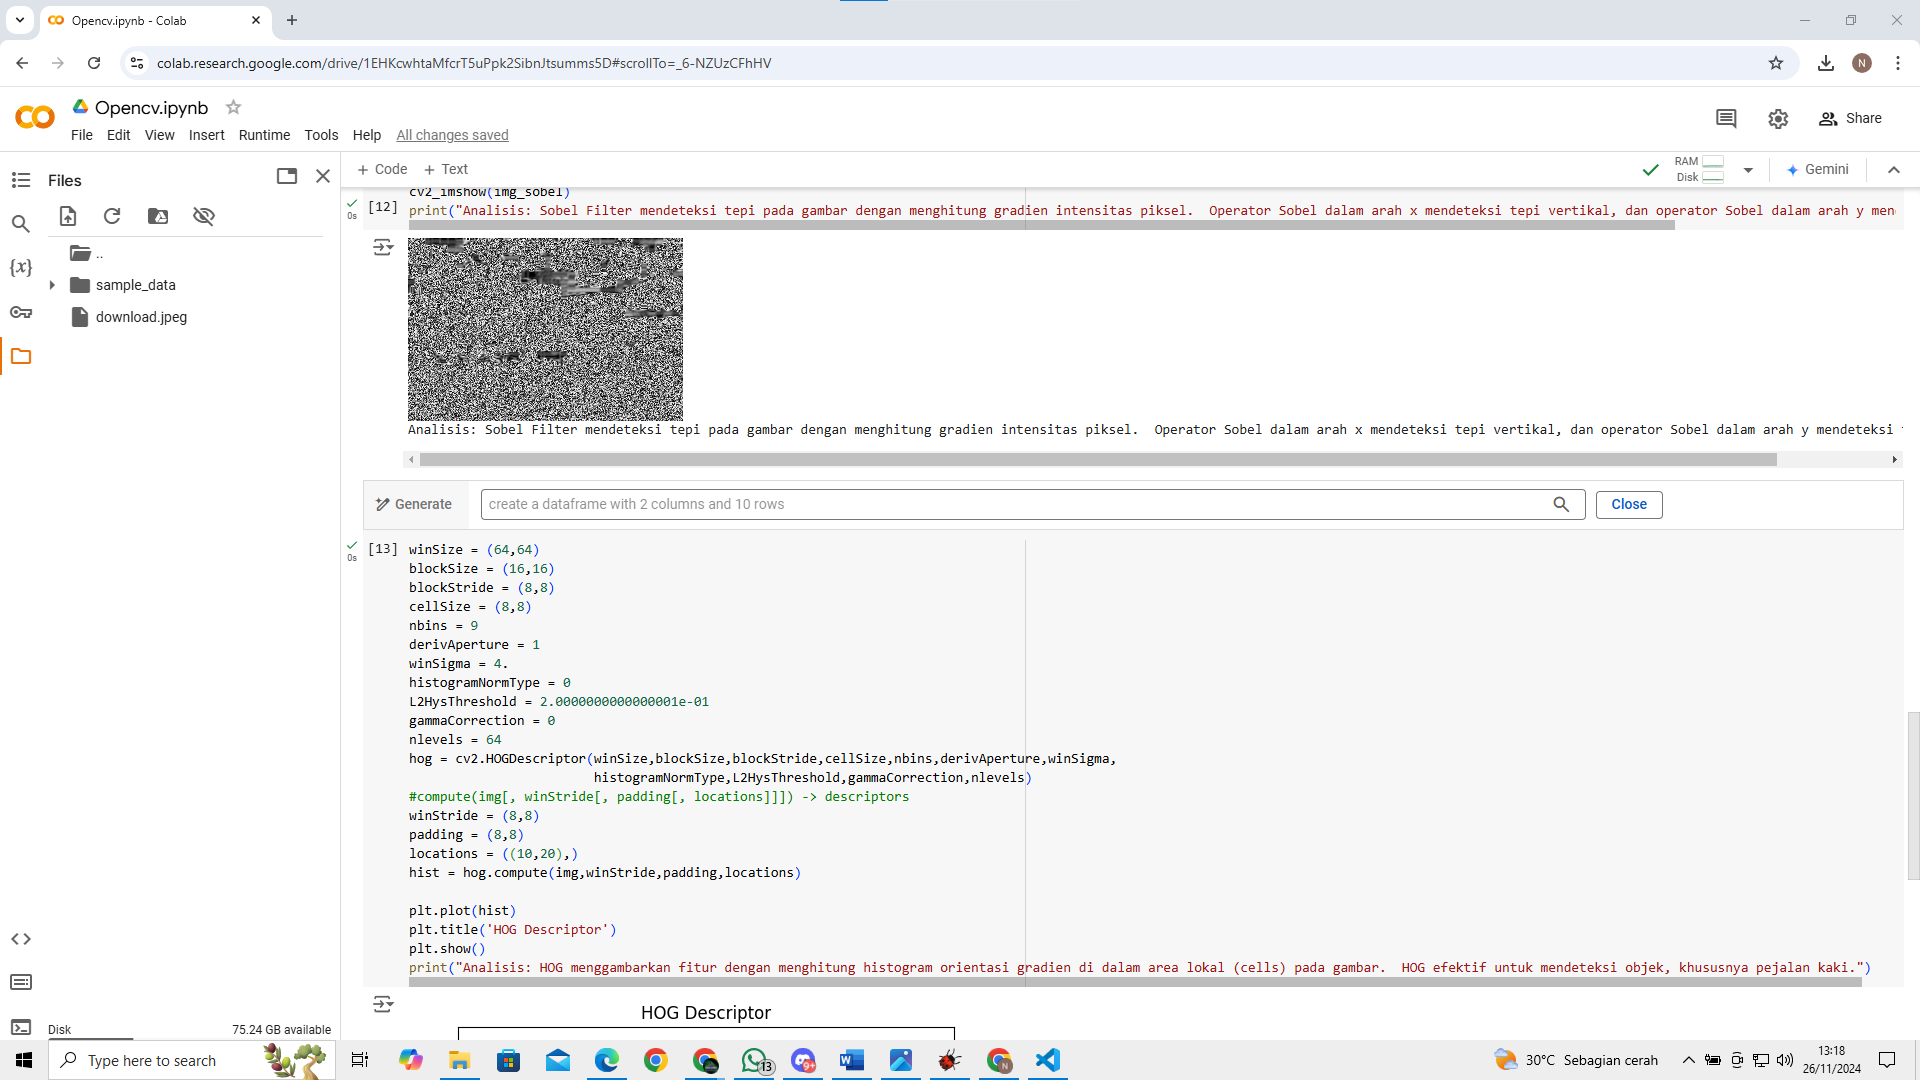 Opencv.ipynb - Colab
colab.research.google.com/drive/1EHKcwhtaMfcrT5uPpk2SibnJtsumms5D#scrollTo=_6-NZUzCFhHV
N
Opencv.ipynb
File Edit View Insert Runtime Tools Help All changes saved
Share
Files
+ Code + Text
RAM
Disk
Gemini
..
sample_data
download.jpeg
{x}
cv2_imshow(img_sobel)
[12]
0s
print("Analisis: Sobel Filter mendeteksi tepi pada gambar dengan menghitung gradien intensitas piksel.  Operator Sobel dalam arah x mendeteksi tepi vertikal, dan operator Sobel dalam arah y men
Analisis: Sobel Filter mendeteksi tepi pada gambar dengan menghitung gradien intensitas piksel.  Operator Sobel dalam arah x mendeteksi tepi vertikal, dan operator Sobel dalam arah y mendeteksi
Generate
create a dataframe with 2 columns and 10 rows
Close
0s
[13] winSize = (64,64)
blockSize = (16,16)
blockStride = (8,8)
cellSize = (8,8)
nbins = 9
derivAperture = 1
winSigma = 4.
histogramNormType = 0
L2HysThreshold = 2.0000000000000001e-01
gammaCorrection = 0
nlevels = 64
hog = cv2.HOGDescriptor(winSize,blockSize,blockStride,cellSize,nbins,derivAperture,winSigma,
histogramNormType,L2HysThreshold,gammaCorrection,nlevels)
#compute(img[, winStride[, padding[, locations]]]) -> descriptors
winStride = (8,8)
padding = (8,8)
locations = ((10,20),)
hist = hog.compute(img,winStride,padding,locations)
plt.plot(hist)
plt.title('HOG Descriptor')
plt.show()
print("Analisis: HOG menggambarkan fitur dengan menghitung histogram orientasi gradien di dalam area lokal (cells) pada gambar.  HOG efektif untuk mendeteksi objek, khususnya pejalan kaki.")
HOG Descriptor
Disk 75.24 GB available
Type here to search
13
9+
N
30°C Sebagian cerah
13:18
26/11/2024